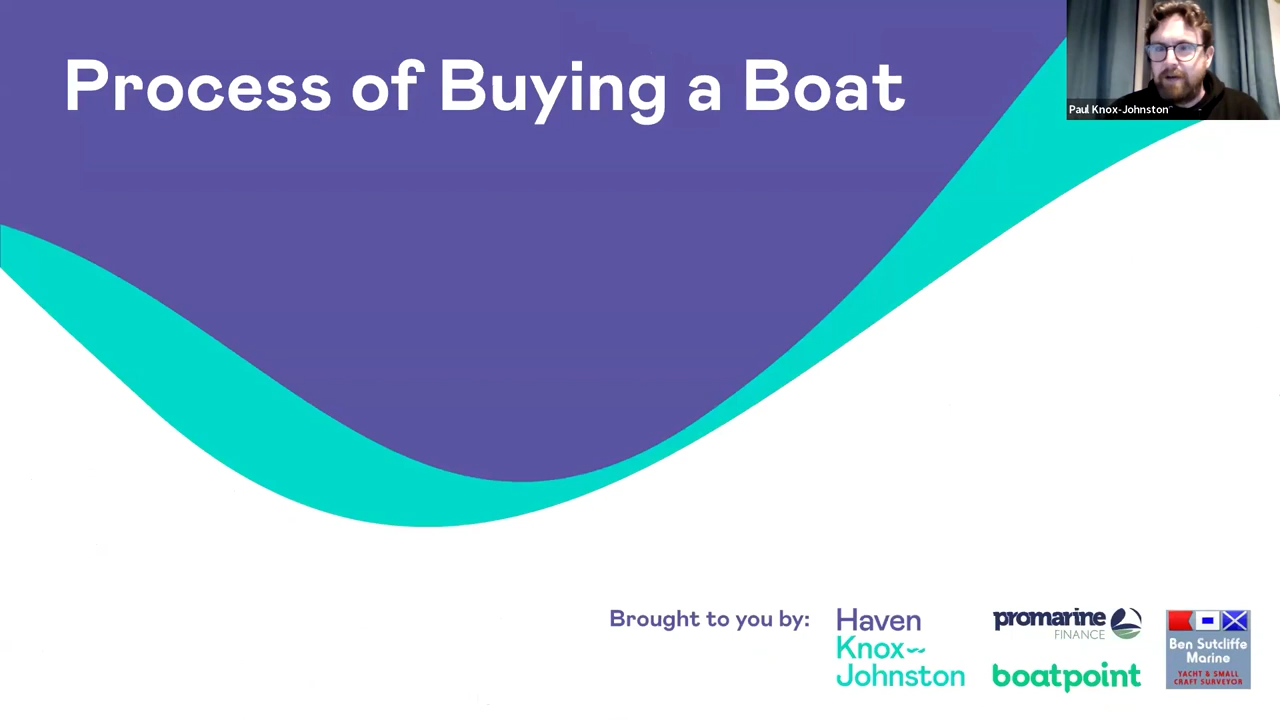 Process of Buying a Boat
Paul Knox-Johnston
Brought to you by:
Haven
Knox~~
Johnston
promarine
FINANCE
boatpoint
Ben Sutcliffe
Marine
YACHT & SMALL
CRAFT SURVEYOR